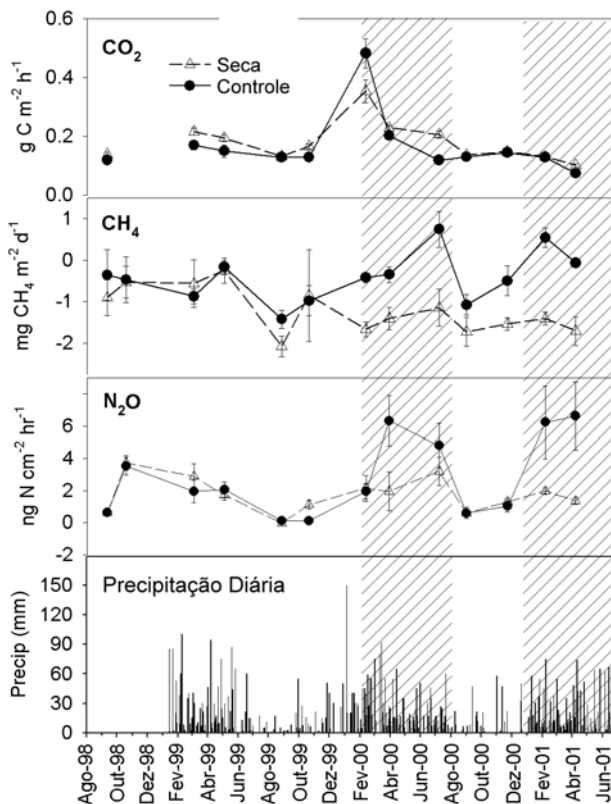 0.6
CO₂
Seca
Controle
0.4
0.2
0.0
g C m⁻² h⁻¹
CH₄
1
0
-1
-2
mg CH₄ m⁻² d⁻¹
N₂O
6
4
2
0
-2
ng N cm⁻² hr⁻¹
Precipitação Diária
150
120
90
60
30
0
Precip (mm)
Ago-98
Out-98
Dez-98
Fev-99
Abr-99
Jun-99
Ago-99
Out-99
Dez-99
Fev-00
Abr-00
Jun-00
Ago-00
Out-00
Dez-00
Fev-01
Abr-01
Jun-01